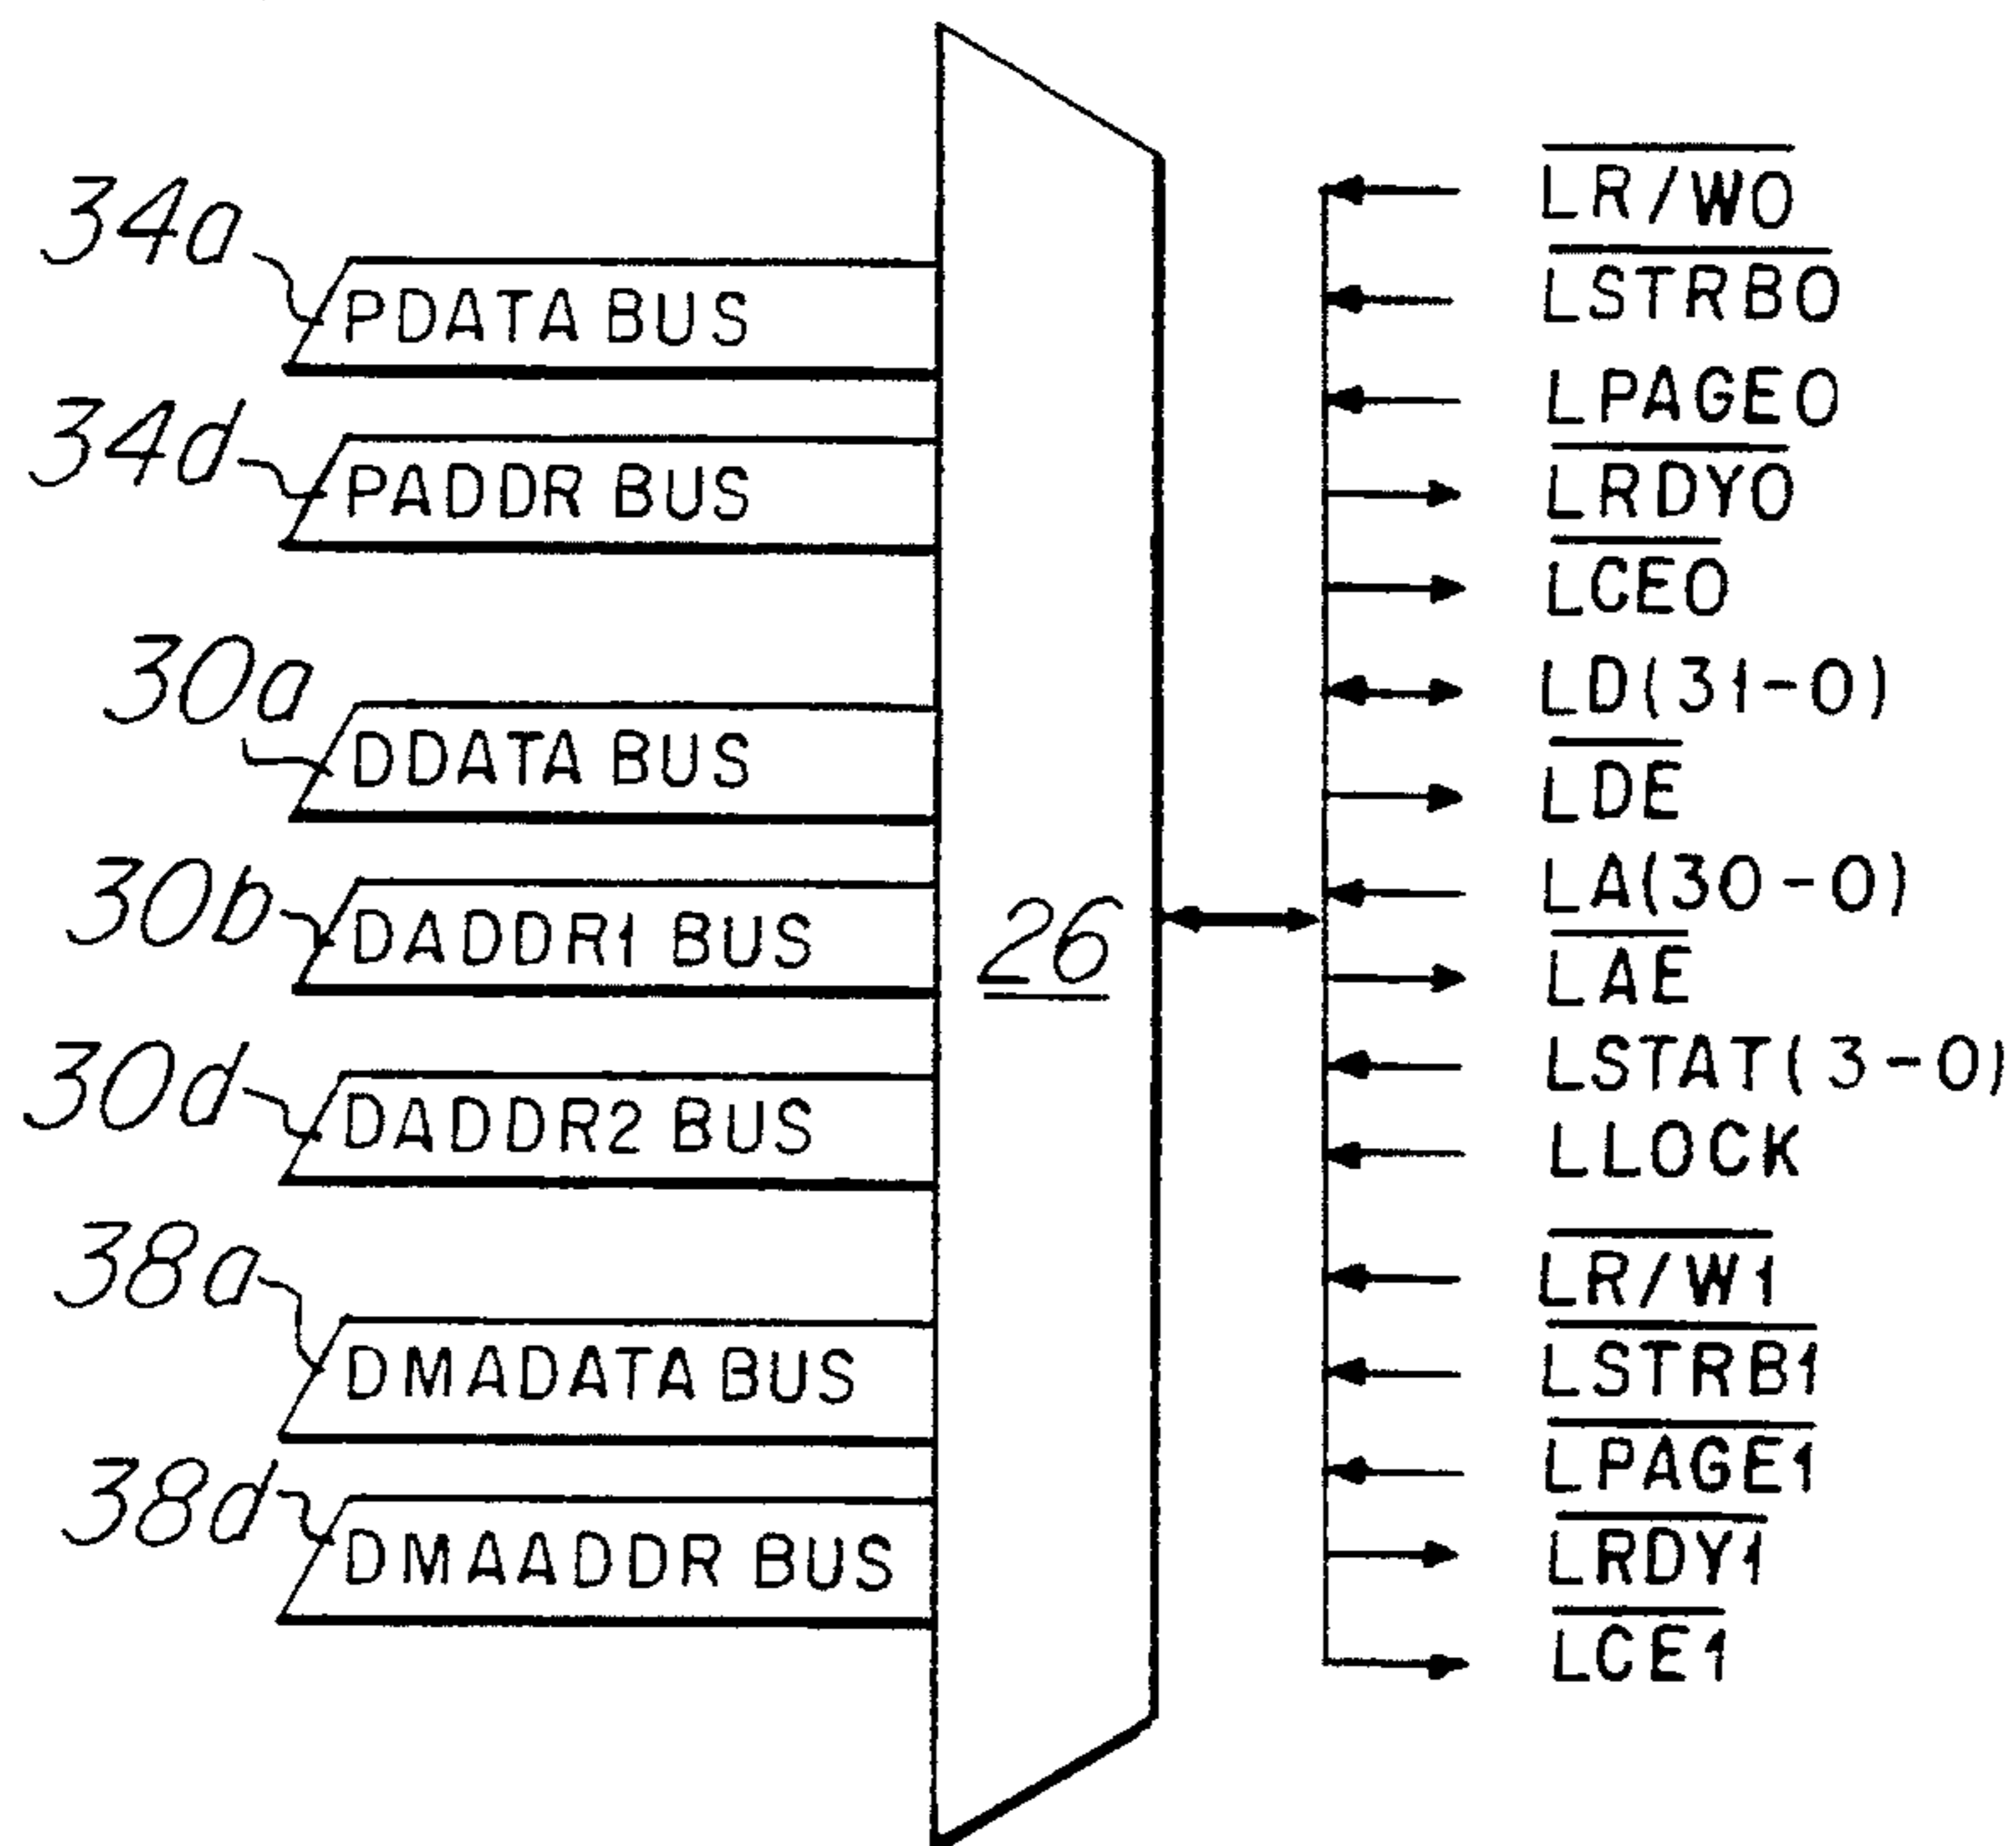 34a
PDATA BUS
34d
PADDR BUS
30a
DDATA BUS
30b
DADDR1 BUS
30d
DADDR2 BUS
38a
DMADATA BUS
38d
DMAADDR BUS
26
LR/W0
LSTRB0
LPAGE0
LRDY0
LCE0
LD(31-0)
LDE
LA(30-0)
LAE
LSTAT(3-0)
LLOCK
LR/W1
LSTRB1
LPAGE1
LRDY1
LCE1